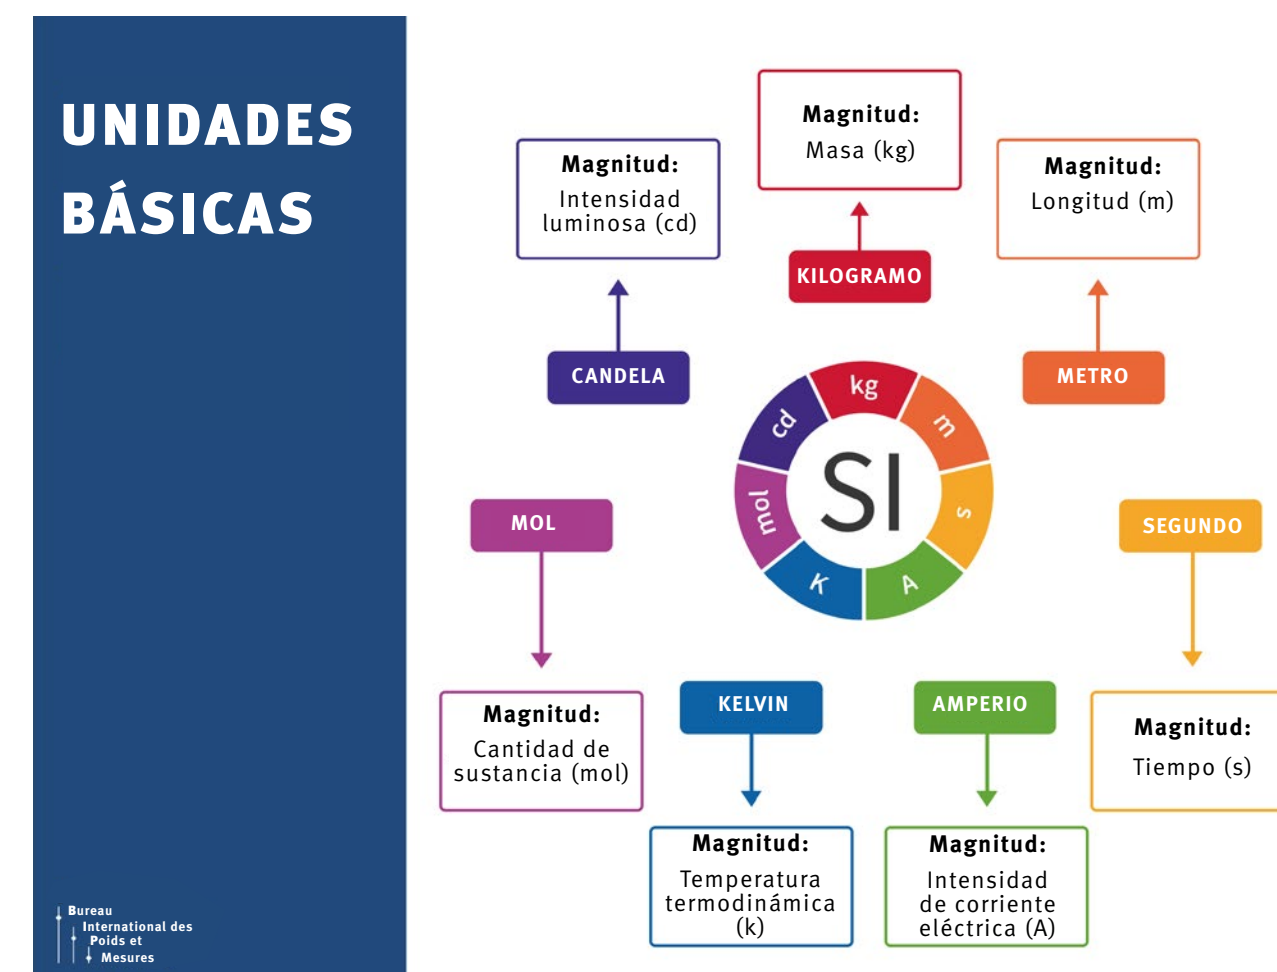 UNIDADES
BÁSICAS
Magnitud:
Masa (kg)
KILOGRAMO
Magnitud:
Intensidad
luminosa (cd)
CANDELA
Magnitud:
Longitud (m)
METRO
kg
m
s
A
K
mol
cd
SI
MOL
Magnitud:
Cantidad de
sustancia (mol)
SEGUNDO
Magnitud:
Tiempo (s)
KELVIN
Magnitud:
Temperatura
termodinámica
(k)
AMPERIO
Magnitud:
Intensidad
de corriente
eléctrica (A)
Bureau
International des
Poids et
Mesures